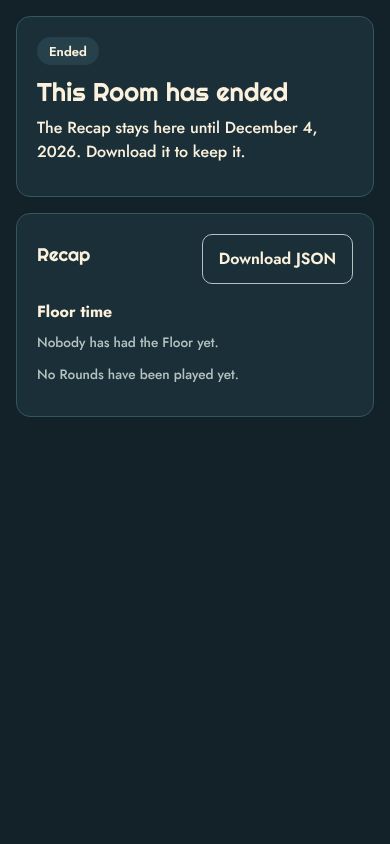 Ended
This Room has ended
The Recap stays here until December 4,
2026. Download it to keep it.
Recap
Download JSON
Floor time
Nobody has had the Floor yet.
No Rounds have been played yet.